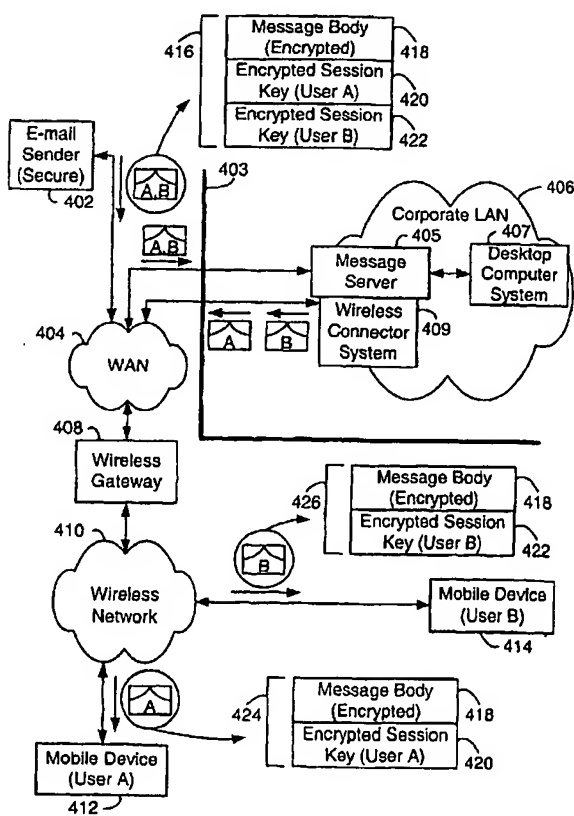 416
Message Body
(Encrypted)
418
Encrypted Session
Key (User A)
420
Encrypted Session
Key (User B)
422
E-mail
Sender
(Secure)
402
A,B
403
A,B
Corporate LAN
406
405
407
Message
Server
Desktop
Computer
System
Wireless
Connector
System
409
A
B
404
WAN
408
Wireless
Gateway
410
Wireless
Network
426
Message Body
(Encrypted)
418
Encrypted Session
Key (User B)
422
B
Mobile Device
(User B)
414
A
424
Message Body
(Encrypted)
418
Encrypted Session
Key (User A)
420
Mobile Device
(User A)
412